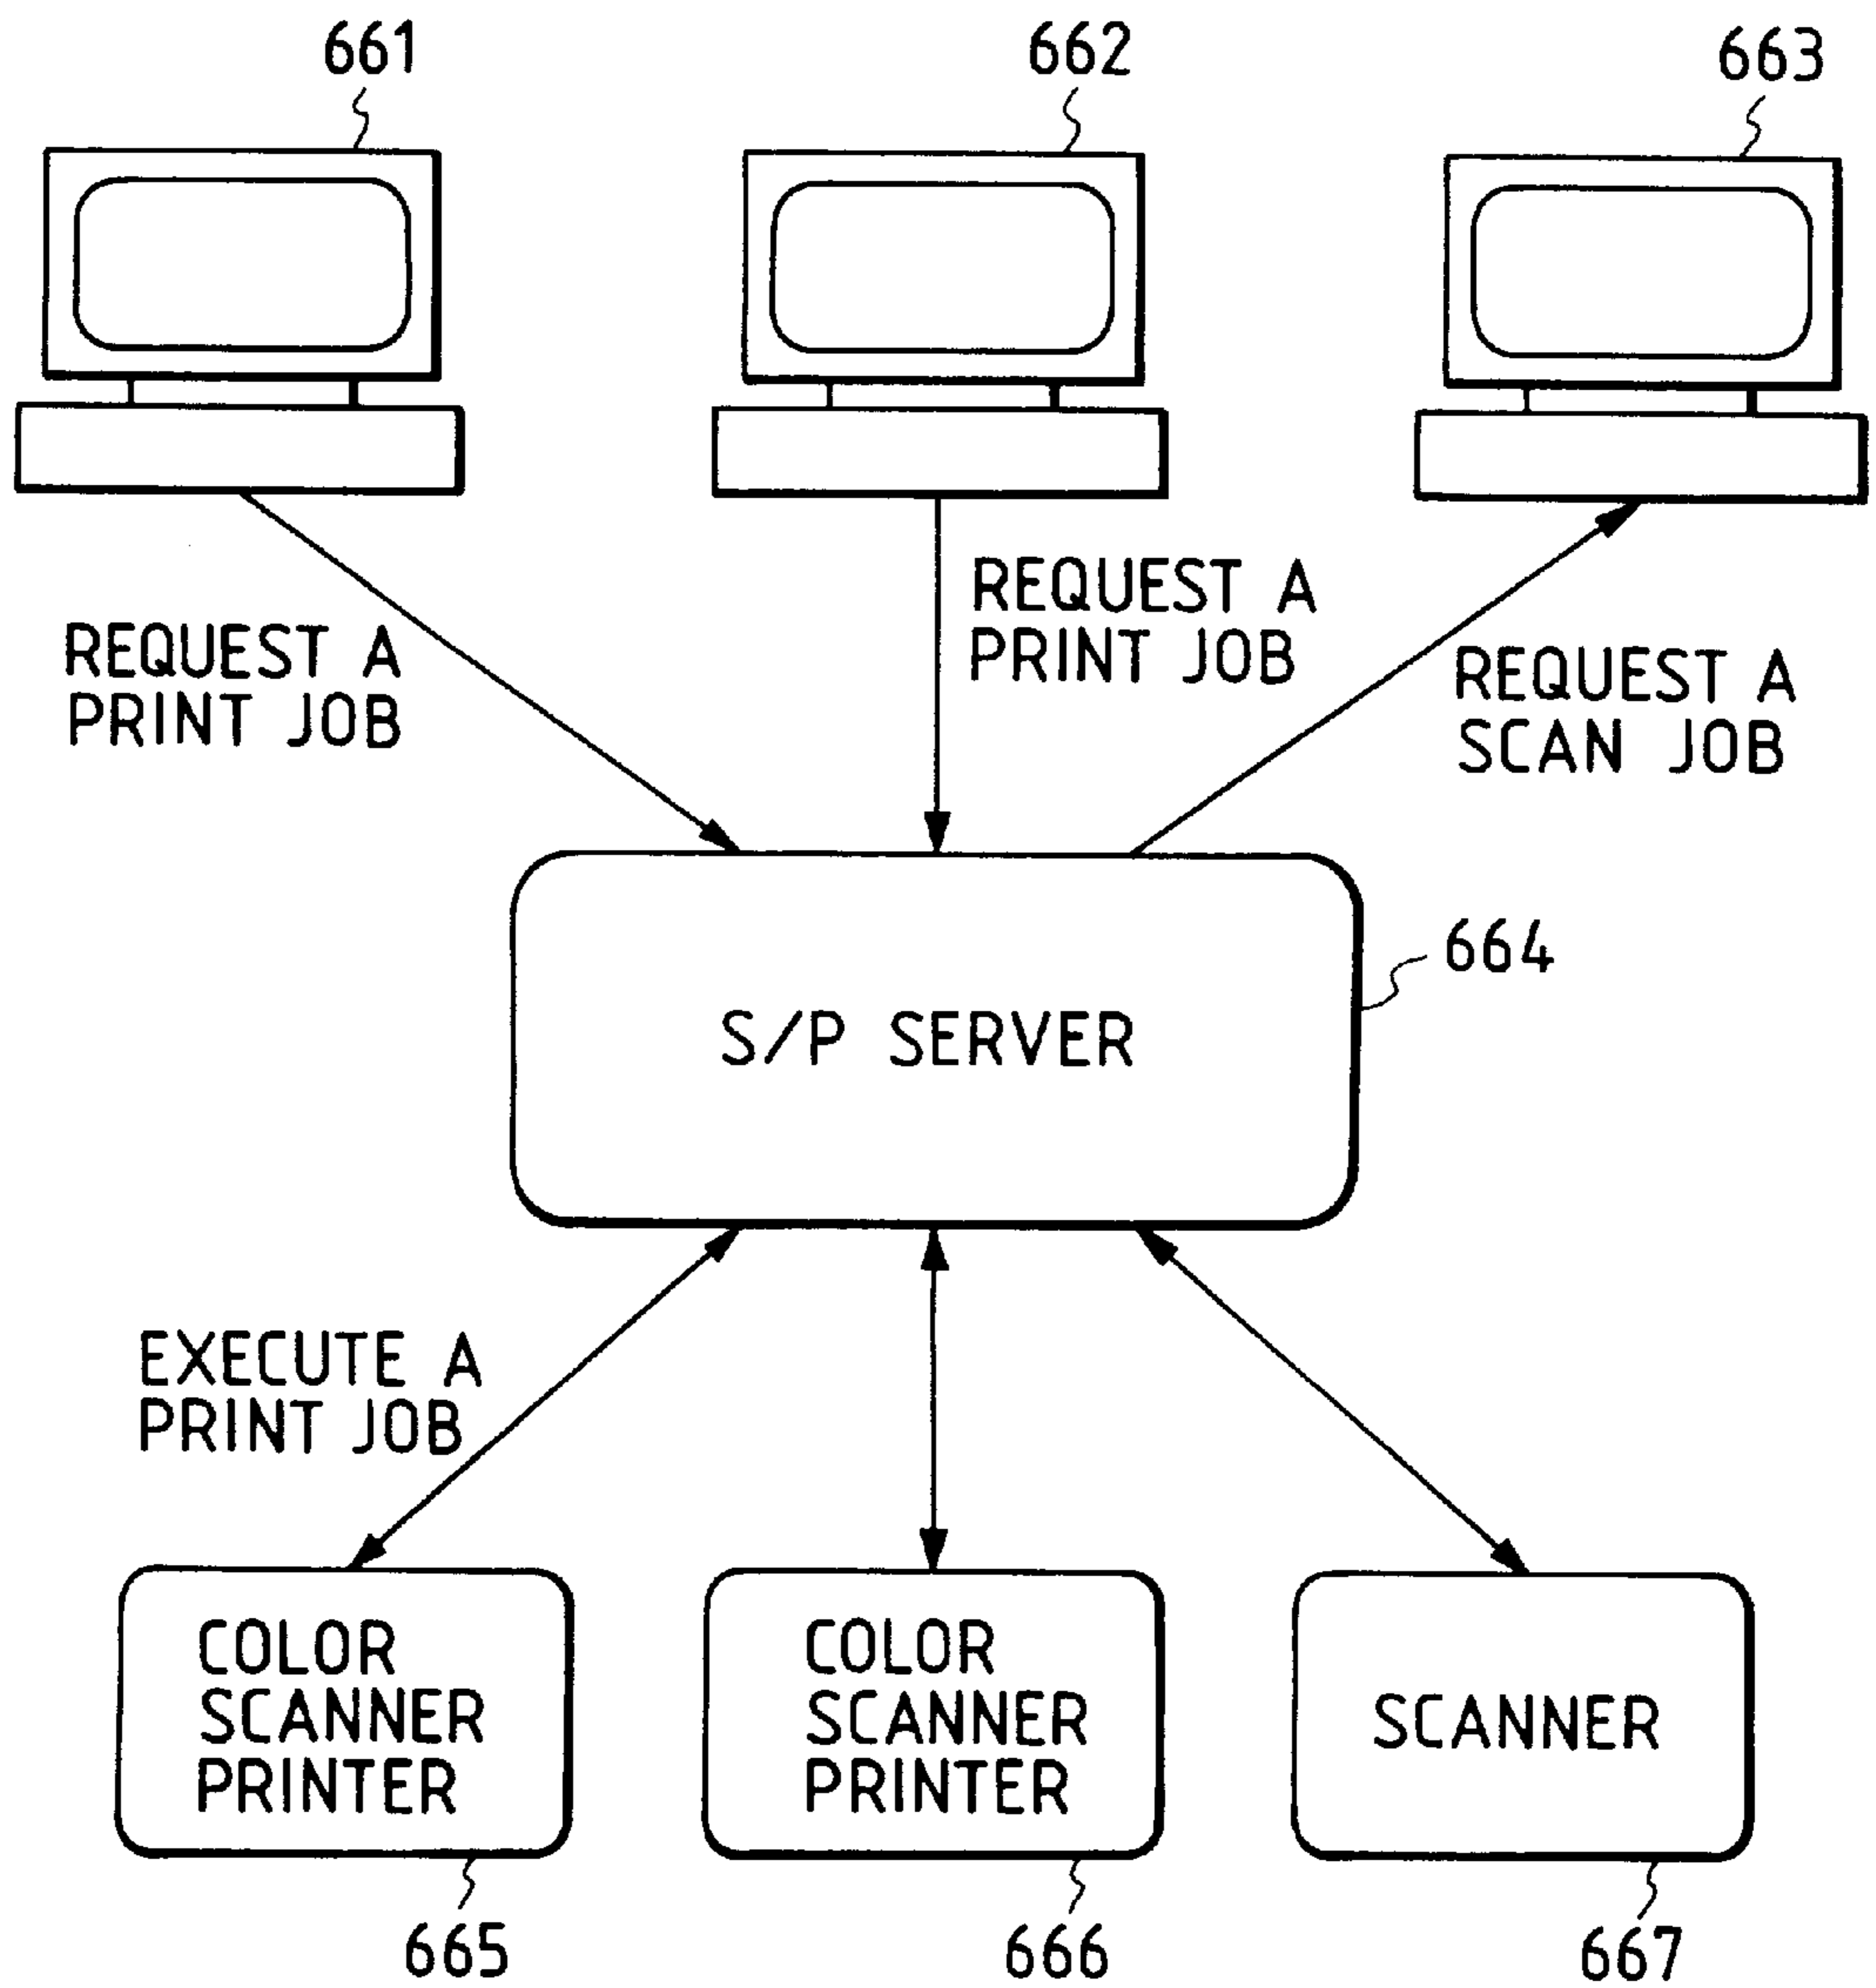 661
662
663
REQUEST A
PRINT JOB
REQUEST A
PRINT JOB
REQUEST A
SCAN JOB
S/P SERVER
664
EXECUTE A
PRINT JOB
COLOR
SCANNER
PRINTER
COLOR
SCANNER
PRINTER
SCANNER
665
666
667